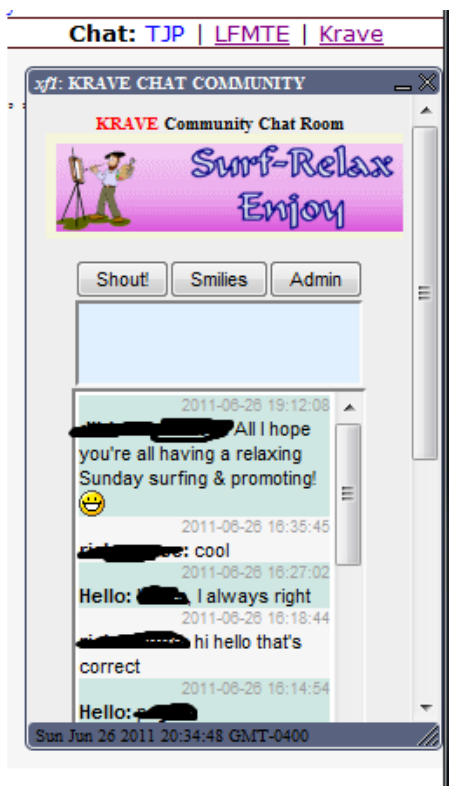 Chat: TJP | LFMTE | Krave
xf1: KRAVE CHAT COMMUNITY
KRAVE Community Chat Room
Surf-Relax
Enjoy
Shout! Smilies Admin
2011-06-26 19:12:08
All I hope
you're all having a relaxing
Sunday surfing & promoting!
2011-06-26 16:35:45
: cool
2011-06-26 16:27:02
Hello: , I always right
2011-06-26 16:18:44
hi hello that's
correct
2011-06-26 16:14:54
Hello:
Sun Jun 26 2011 20:34:48 GMT-0400